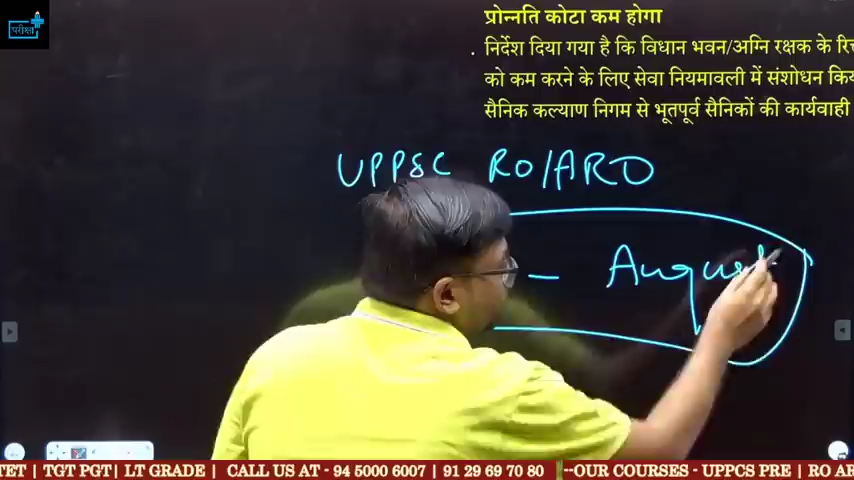 परीक्षा
प्रोन्नति कोटा कम होगा
. निर्देश दिया गया है कि विधान भवन/अग्नि रक्षक के
को कम करने के लिए सेवा नियमावली में संशोधन
सैनिक कल्याण निगम से भूतपूर्व सैनिकों की कार्यवाही
UPPSC RO/ARO
- August
TET | TGT PGT| LT GRADE | CALL US AT - 94 5000 6007 | 91 29 69 70 80 | --OUR COURSES - UPPCS PRE | RO AR